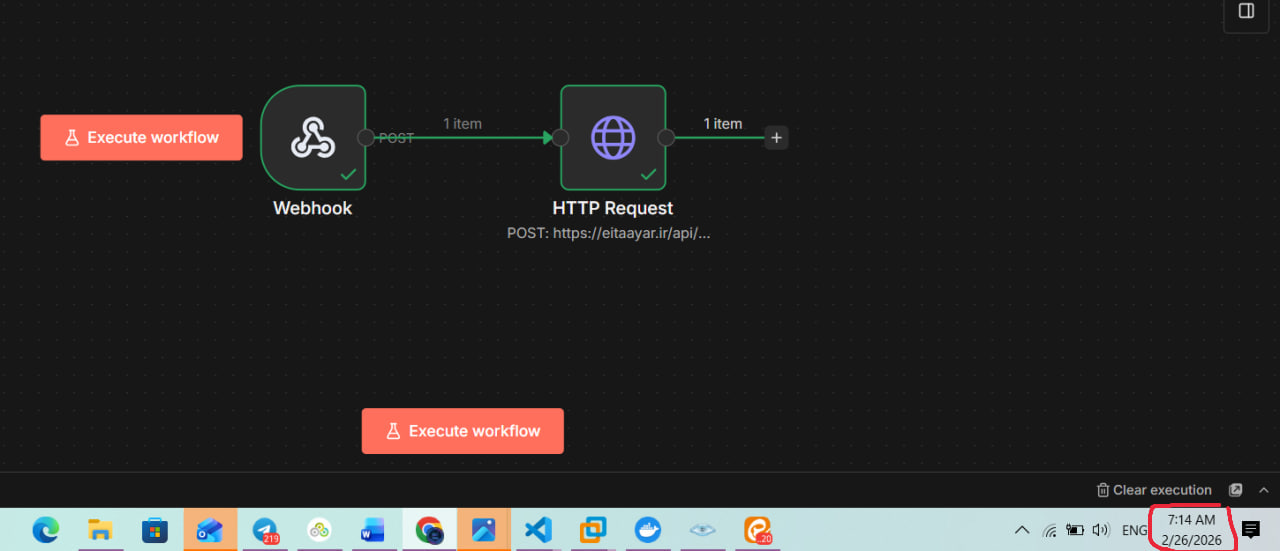 Execute workflow
POST
1 item
1 item
Webhook
HTTP Request
POST: https://eitaayar.ir/api/...
Execute workflow
Clear execution
219
..20
ENG
7:14 AM
2/26/2026